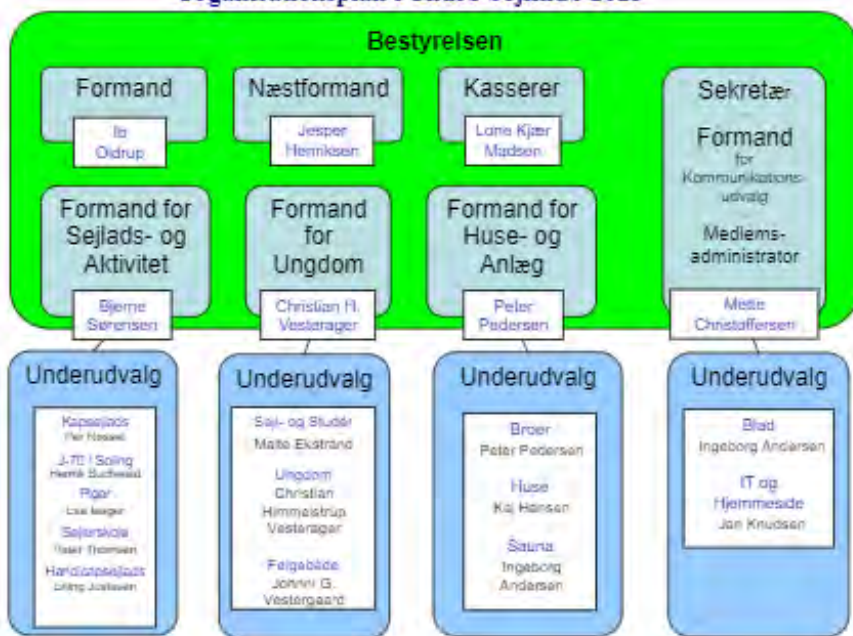 Bestyrelsen
Formand
Næstformand
Kasserer
Sekretær
Ib
Oldrup
Jesper
Henriksen
Lone Kjær
Madsen
Formand
for
Kommunikations-
udvalg
Medlems-
administrator
Formand for
Sejlads- og
Aktivitet
Formand
for
Ungdom
Formand for
Huse- og
Anlæg
Bjerne
Sørensen
Christian H.
Vesterager
Peter
Pedersen
Mette
Christoffersen
Underudvalg
Kapsejlads
J-70 / Soling
Piger
Sejlerskole
Handicapsejlads
Underudvalg
Sejl- og Studér
Malte Ekstrand
Ungdom
Christian
Himmelstrup
Vesterager
Følgebåde
Johnni G.
Vestergaard
Underudvalg
Broer
Peter Pedersen
Huse
Kaj Hansen
Sauna
Ingeborg
Andersen
Underudvalg
Blad
Ingeborg Andersen
IT og
Hjemmeside
Jan Knudsen